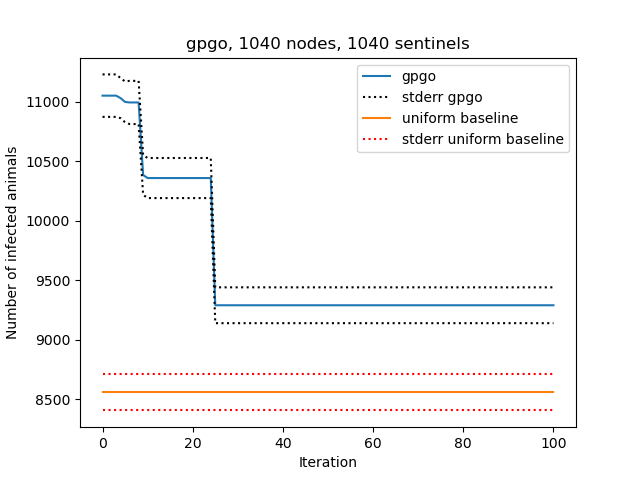 gpgo, 1040 nodes, 1040 sentinels
gpgo
stderr gpgo
uniform baseline
stderr uniform baseline
Number of infected animals
11000
10500
10000
9500
9000
8500
0 20 40 60 80 100
Iteration